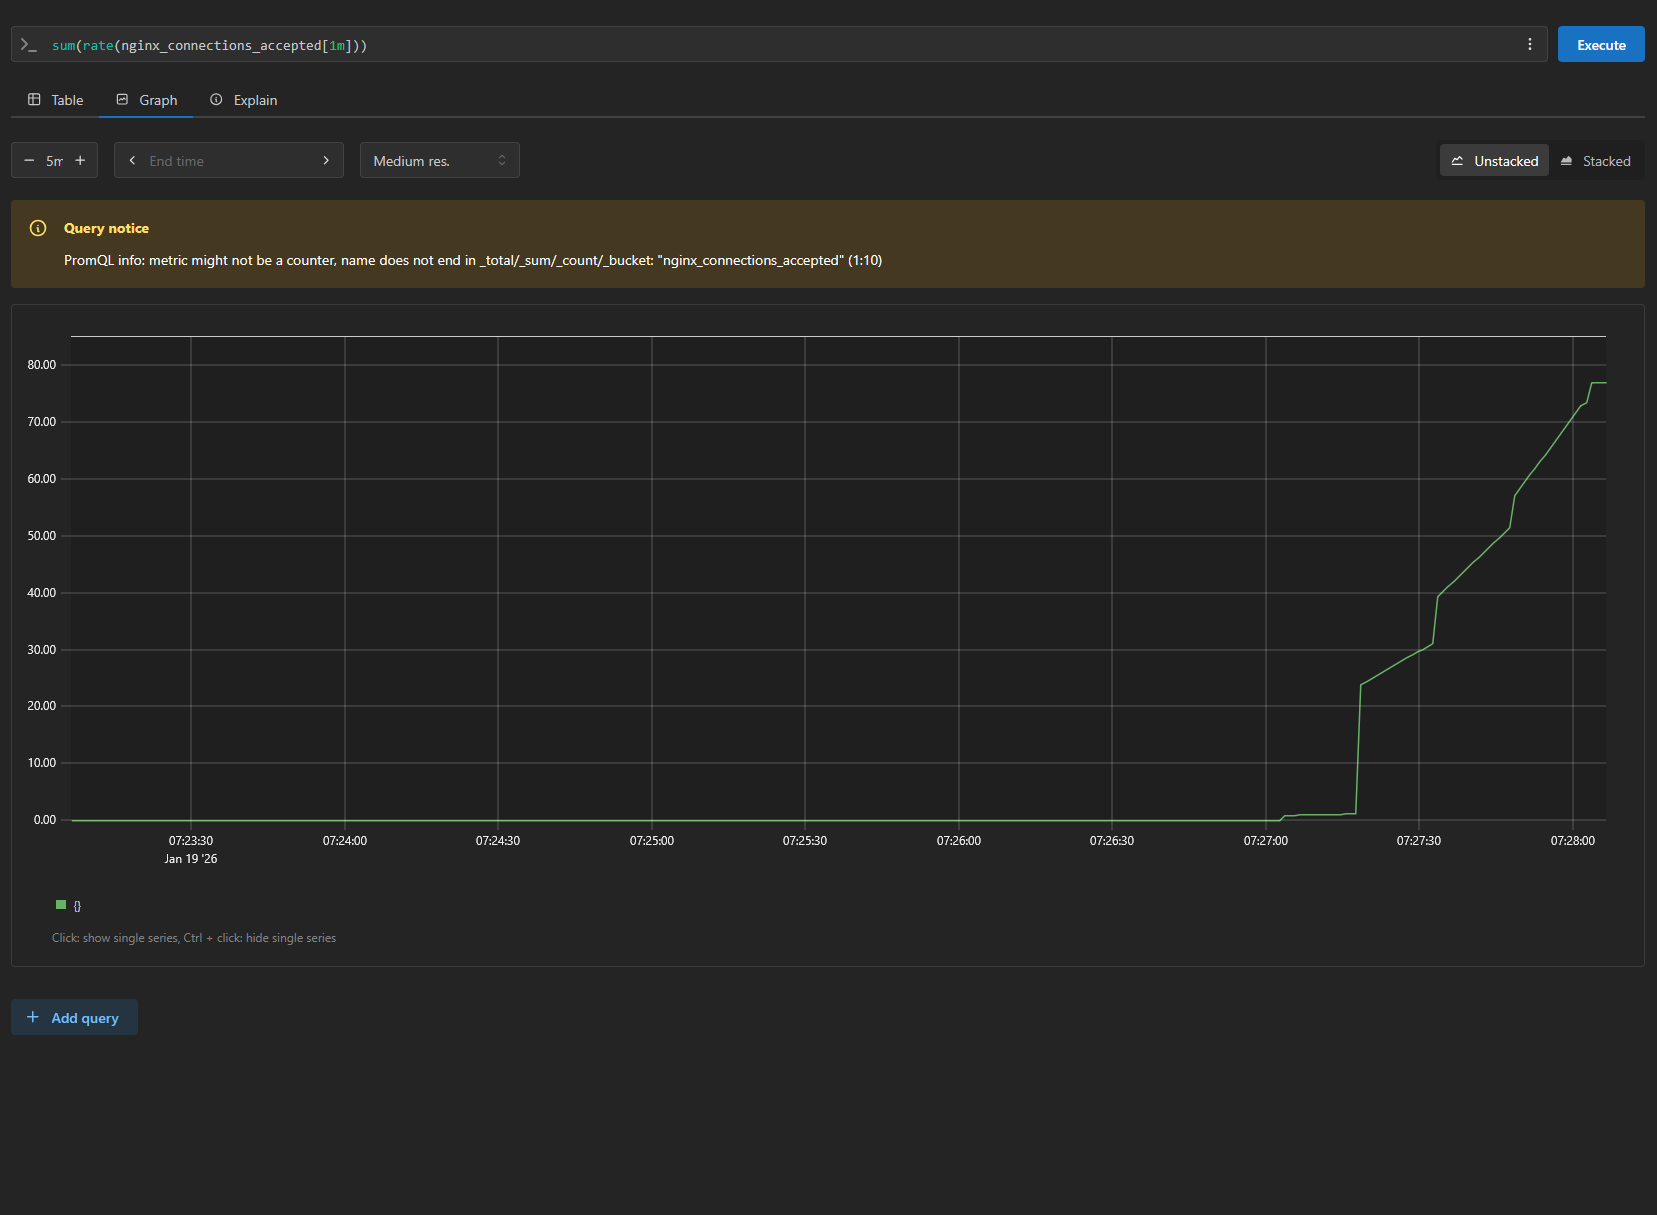 sum(rate(nginx_connections_accepted[1m]))
Execute
Table Graph Explain
5m End time Medium res. Unstacked Stacked
Query notice
PromQL info: metric might not be a counter, name does not end in _total/_sum/_count/_bucket: "nginx_connections_accepted" (1:10)
80.00
70.00
60.00
50.00
40.00
30.00
20.00
10.00
0.00
07:23:30 07:24:00 07:24:30 07:25:00 07:25:30 07:26:00 07:26:30 07:27:00 07:27:30 07:28:00
Jan 19 '26
{}
Click: show single series, Ctrl + click: hide single series
Add query